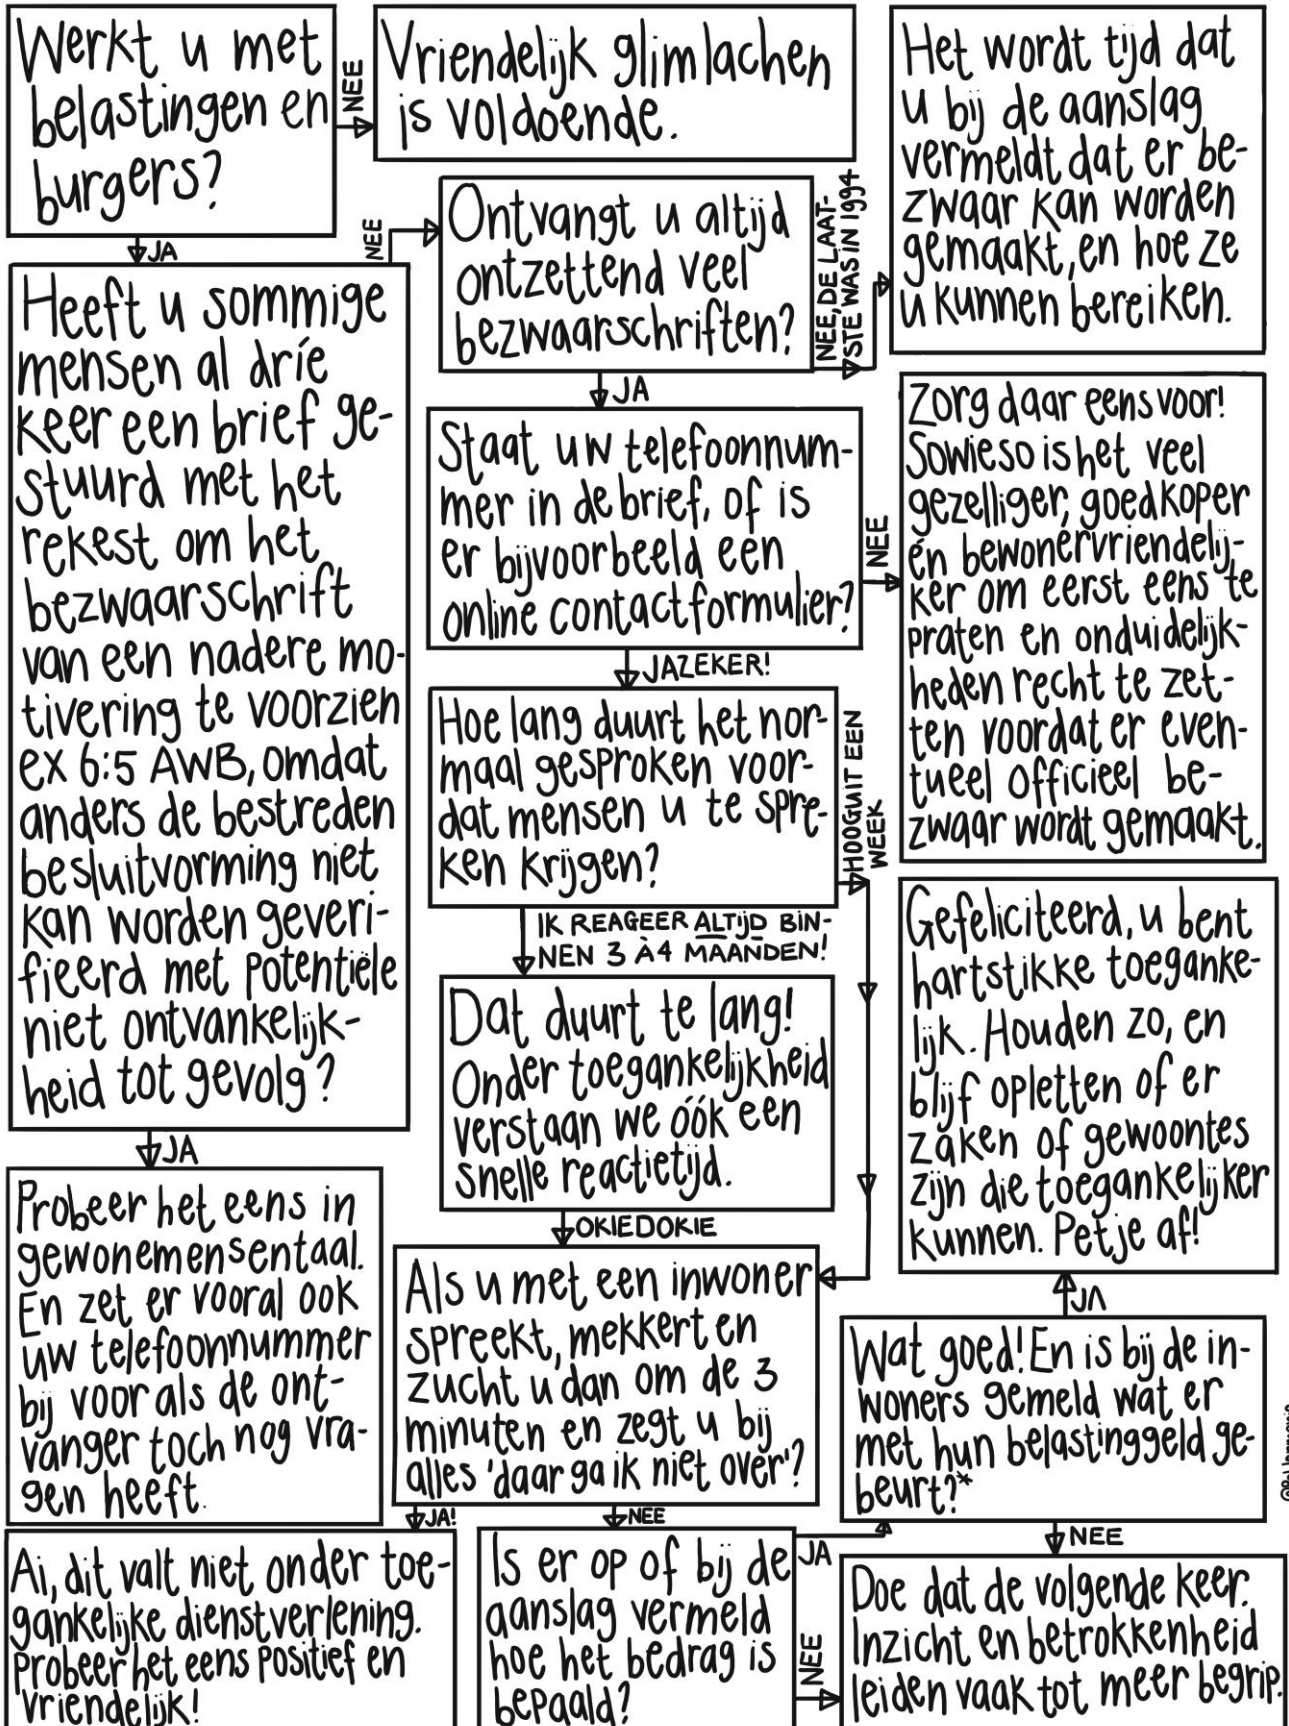 Werkt u met
belastingen en
burgers?
NEE
Vriendelijk glimlachen
is voldoende.
JA
Heeft u sommige
mensen al dríe
keer een brief ge-
stuurd met het
rekest om het
bezwaarschrift
van een nadere mo-
tivering te voorzien
ex 6:5 AWB, omdat
anders de bestreden
besluitvorming niet
kan worden geveri-
fieerd met potentiële
niet ontvankelijk-
heid tot gevolg?
JA
Probeer het eens in
gewonemensentaal.
En zet er vooral ook
uw telefoonnummer
bij voor als de ont-
vanger toch nog vra-
gen heeft.
NEE
Ontvangt u altijd
ontzettend veel
bezwaarschriften?
NEE, DE LAAT-
STE WAS IN 1994
Het wordt tijd dat
u bij de aanslag
vermeldt dat er be-
zwaar kan worden
gemaakt, en hoe ze
u kunnen bereiken.
JA
Staat uw telefoonnum-
mer in de brief, of is
er bijvoorbeeld een
online contactformulier?
NEE
Zorg daar eens voor!
Sowieso is het veel
gezelliger, goedkoper
én bewonervriendelij-
ker om eerst eens te
praten en onduidelijk-
heden recht te zet-
ten voordat er even-
tueel officieel be-
zwaar wordt gemaakt.
JAZEKER!
Hoe lang duurt het nor-
maal gesproken voor-
dat mensen u te spre-
ken krijgen?
HOOGUIT EEN
WEEK
IK REAGEER ALTIJD BIN-
NEN 3 À 4 MAANDEN!
Dat duurt te lang!
Onder toegankelijkheid
verstaan we óók een
snelle reactietijd.
OKIEDOKIE
Als u met een inwoner
spreekt, mekkert en
zucht u dan om de 3
minuten en zegt u bij
alles 'daar ga ik niet over'?
JA!
Ai, dit valt niet onder toe-
gankelijke dienstverlening.
Probeer het eens positief en
vriendelijk!
NEE
Is er op of bij de
aanslag vermeld
hoe het bedrag is
bepaald?
JA
Wat goed! En is bij de in-
woners gemeld wat er
met hun belastinggeld ge-
beurt?*
JA
Gefeliciteerd, u bent
hartstikke toeganke-
lijk. Houden zo, en
blijf opletten of er
zaken of gewoontes
zijn die toegankelijker
kunnen. Petje af!
NEE
NEE
Doe dat de volgende keer.
Inzicht en betrokkenheid
leiden vaak tot meer begrip.